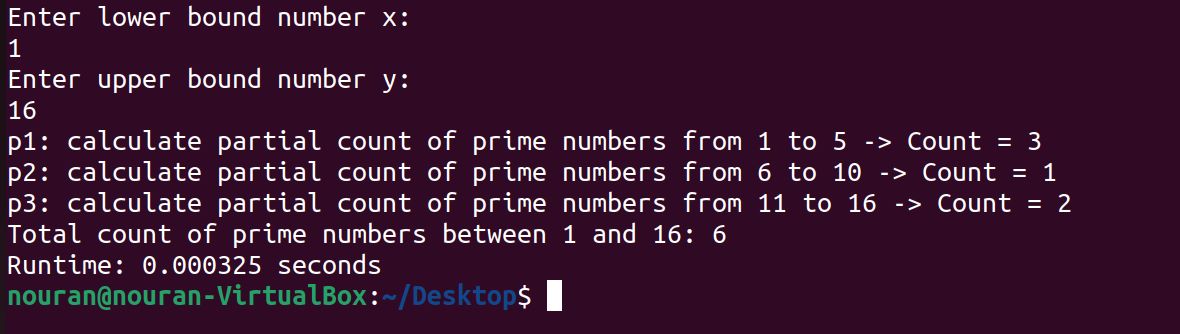 Enter lower bound number x:
1
Enter upper bound number y:
16
p1: calculate partial count of prime numbers from 1 to 5 -> Count = 3
p2: calculate partial count of prime numbers from 6 to 10 -> Count = 1
p3: calculate partial count of prime numbers from 11 to 16 -> Count = 2
Total count of prime numbers between 1 and 16: 6
Runtime: 0.000325 seconds
nouran@nouran-VirtualBox:~/Desktop$